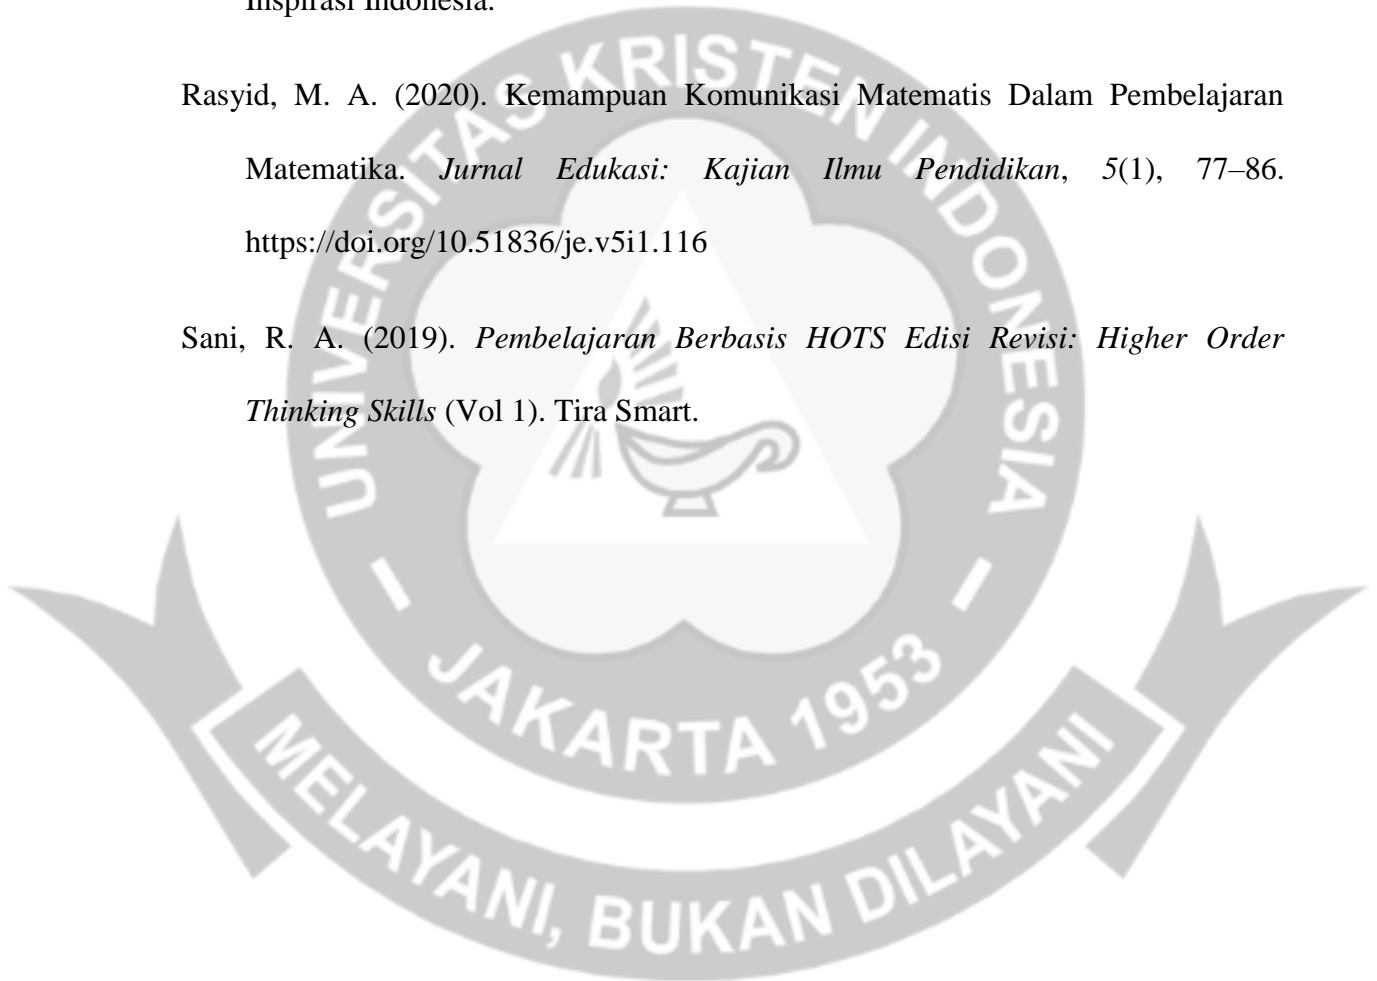 Inspirasi Indonesia.
Rasyid, M. A. (2020). Kemampuan Komunikasi Matematis Dalam Pembelajaran
Matematika. Jurnal Edukasi: Kajian Ilmu Pendidikan, 5(1), 77–86.
https://doi.org/10.51836/je.v5i1.116
Sani, R. A. (2019). Pembelajaran Berbasis HOTS Edisi Revisi: Higher Order
Thinking Skills (Vol 1). Tira Smart.
UNIVERSITAS KRISTEN INDONESIA
JAKARTA 1953
MELAYANI, BUKAN DILAYANI